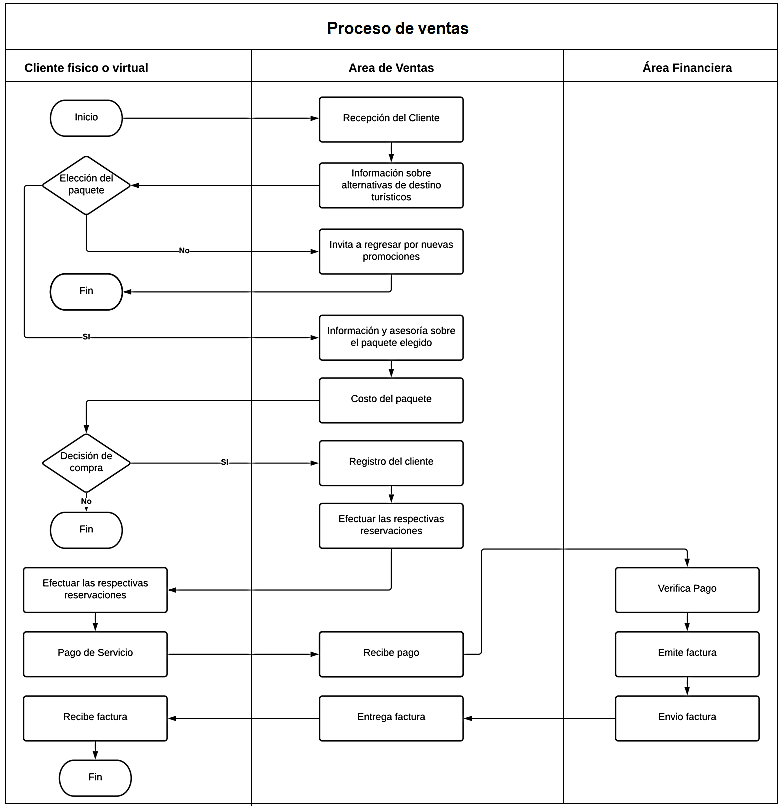 Proceso de ventas
Cliente fisico o virtual
Area de Ventas
Área Financiera
Inicio
Recepción del Cliente
Elección del
paquete
Información sobre
alternativas de destino
turísticos
No
Invita a regresar por nuevas
promociones
Fin
SI
Información y asesoría sobre
el paquete elegido
Costo del paquete
Decisión de
compra
SI
Registro del cliente
No
Fin
Efectuar las respectivas
reservaciones
Efectuar las respectivas
reservaciones
Verifica Pago
Pago de Servicio
Recibe pago
Emite factura
Recibe factura
Entrega factura
Envio factura
Fin